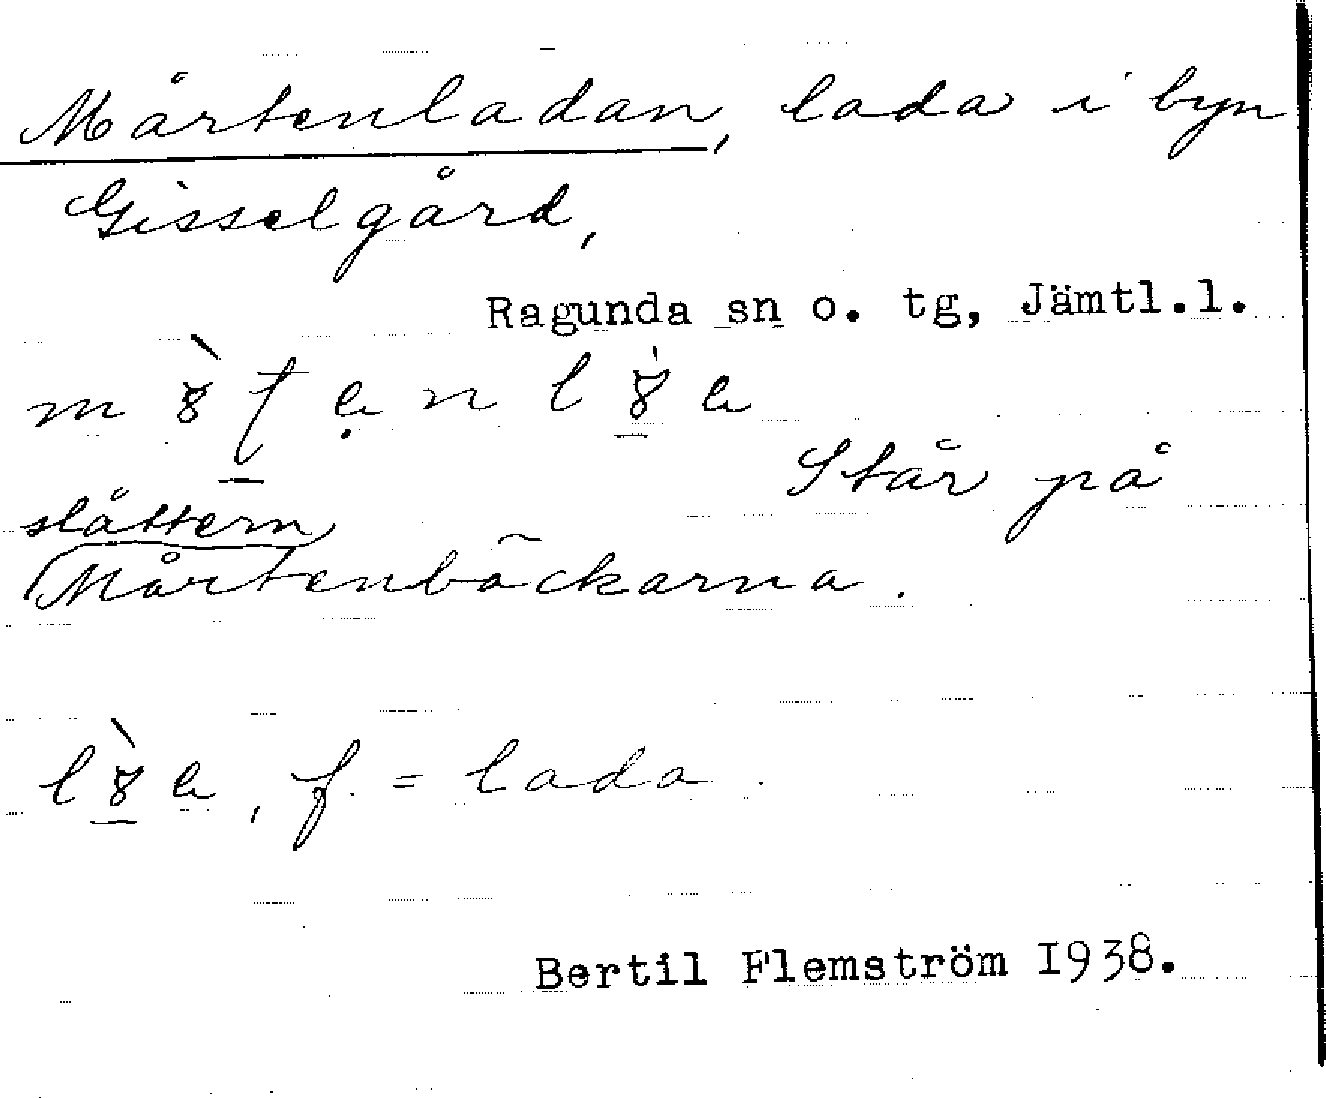 Mårtenladan, lada i byn
Gisselgård,
Ragunda sn o. tg, Jämtl.l.
Står på
slåttern
Mårtenbäckarna.
f. = lada.
Bertil Flemström 1938.